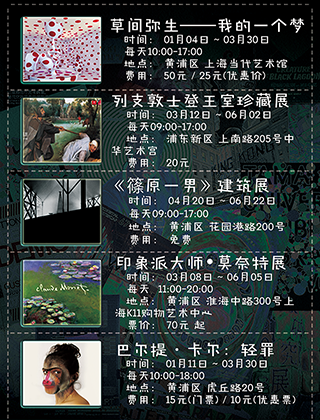 草间弥生——我的一个梦
时间： 01月04日 ~ 03月30日
每天10:00-17:00
地点： 黄浦区 上海当代艺术馆
费用： 50元 / 25元(优惠价)
列支敦士登王室珍藏展
时间： 03月12日 ~ 06月02日
每天09:00-17:00
地点： 浦东新区 上南路205号中
华艺术宫
费用： 20元
《篠原一男》建筑展
时间： 04月20日 ~ 06月22日
每天09:00-17:00
地点： 黄浦区 花园港路200号
费用： 免费
印象派大师•莫奈特展
时间： 03月08日 ~ 06月05日
每天 11:00-20:00
地点： 黄浦区 淮海中路300号上
海K11购物艺术中心
票价： 70元 起
claude Monet
巴尔提·卡尔：轻罪
时间： 01月11日 ~ 03月30日
每天10:00-18:00
地点： 黄浦区 虎丘路20号
费用： 15元(门票) / 10元(优惠价)